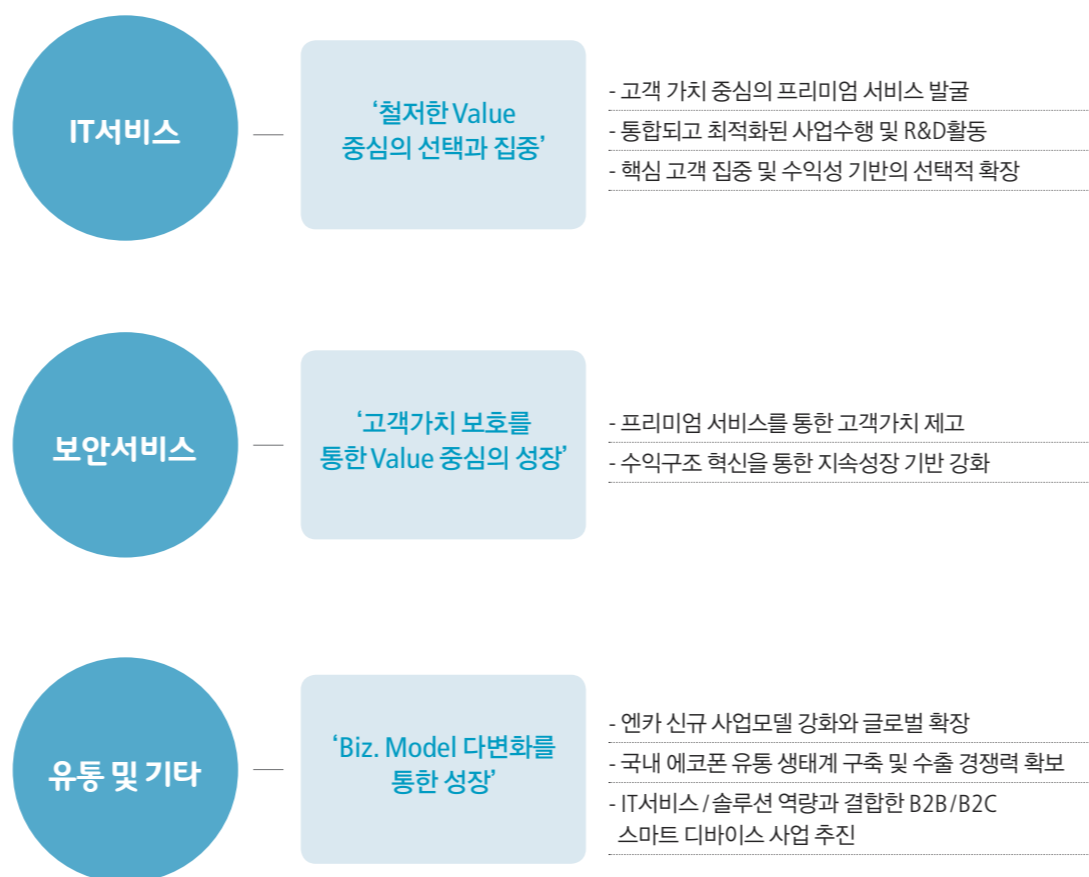 IT서비스
‘철저한 Value
중심의 선택과 집중’
- 고객 가치 중심의 프리미엄 서비스 발굴
- 통합되고 최적화된 사업수행 및 R&D활동
- 핵심 고객 집중 및 수익성 기반의 선택적 확장
보안서비스
‘고객가치 보호를
통한 Value 중심의 성장’
- 프리미엄 서비스를 통한 고객가치 제고
- 수익구조 혁신을 통한 지속성장 기반 강화
유통 및 기타
‘Biz. Model 다변화를
통한 성장’
- 엔카 신규 사업모델 강화와 글로벌 확장
- 국내 에코폰 유통 생태계 구축 및 수출 경쟁력 확보
- IT서비스 / 솔루션 역량과 결합한 B2B / B2C
스마트 디바이스 사업 추진